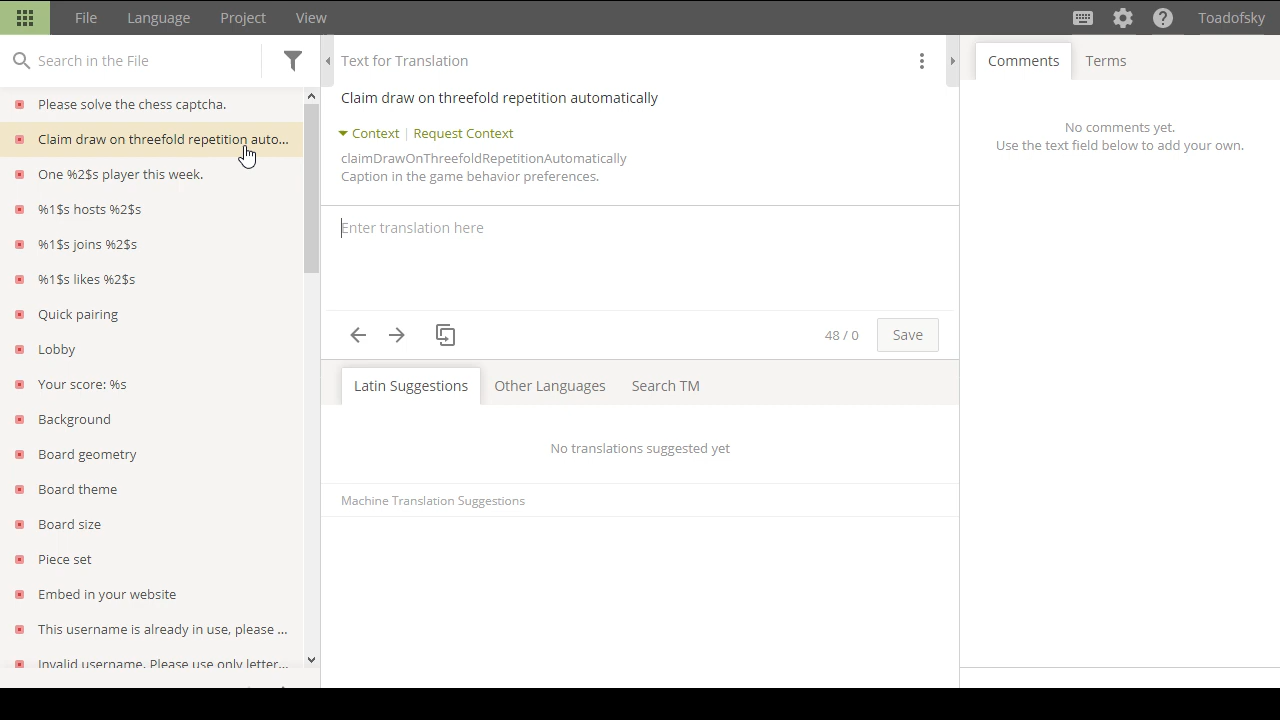 File Language Project View Toadofsky
Search in the File
Please solve the chess captcha.
Claim draw on threefold repetition auto...
One %2$s player this week.
%1$s hosts %2$s
%1$s joins %2$s
%1$s likes %2$s
Quick pairing
Lobby
Your score: %s
Background
Board geometry
Board theme
Board size
Piece set
Embed in your website
This username is already in use, please ...
Invalid username. Please use only letter...
Text for Translation
Claim draw on threefold repetition automatically
Context | Request Context
claimDrawOnThreefoldRepetitionAutomatically
Caption in the game behavior preferences.
Enter translation here
48 / 0 Save
Latin Suggestions Other Languages Search TM
No translations suggested yet
Machine Translation Suggestions
Comments Terms
No comments yet.
Use the text field below to add your own.